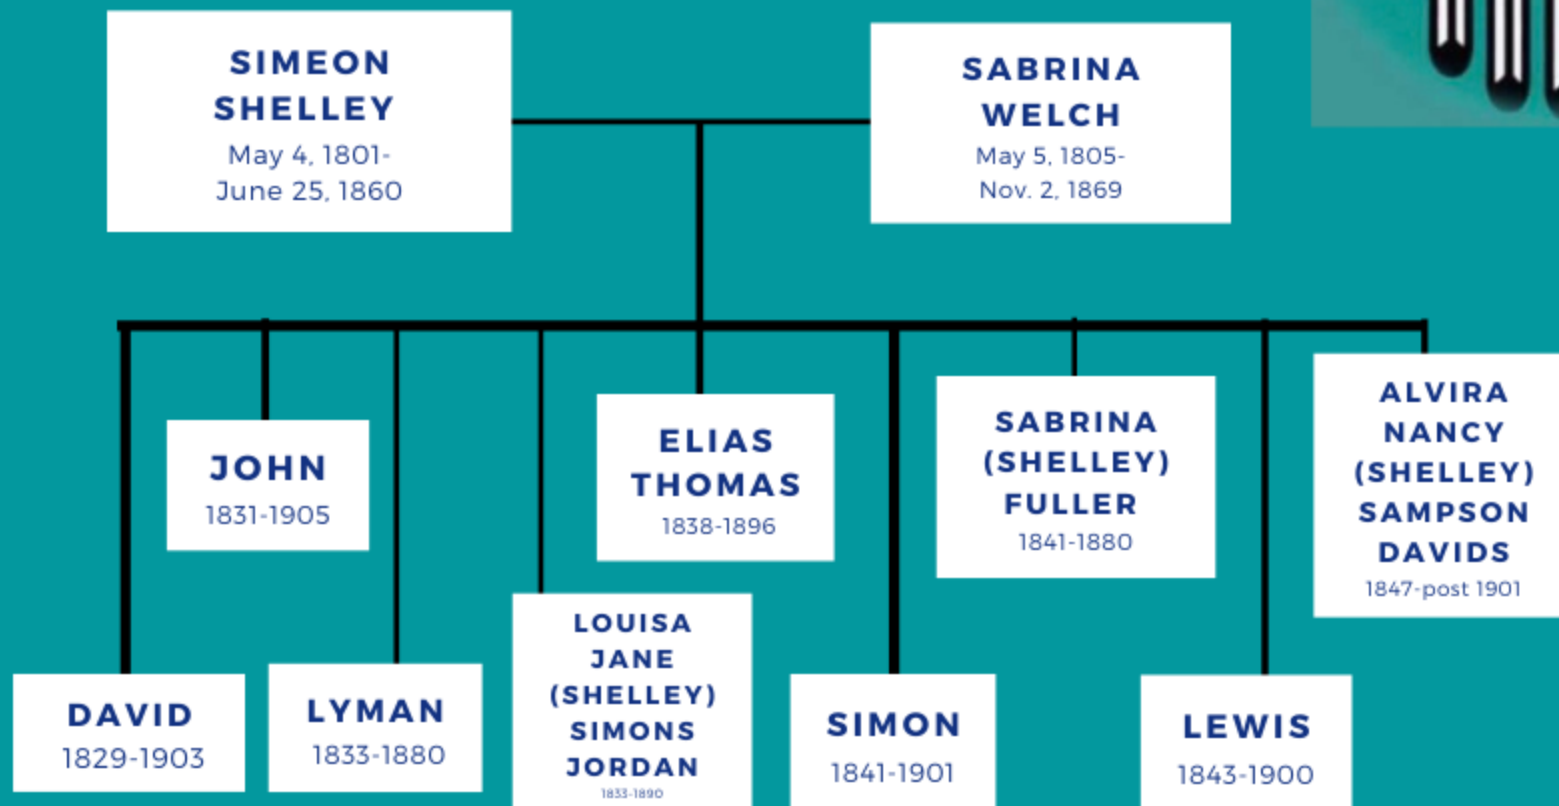 SIMEON
SHELLEY
May 4, 1801-
June 25, 1860
SABRINA
WELCH
May 5, 1805-
Nov. 2, 1869
DAVID
1829-1903
JOHN
1831-1905
LYMAN
1833-1880
LOUISA
JANE
(SHELLEY)
SIMONS
JORDAN
1833-1890
ELIAS
THOMAS
1838-1896
SIMON
1841-1901
SABRINA
(SHELLEY)
FULLER
1841-1880
LEWIS
1843-1900
ALVIRA
NANCY
(SHELLEY)
SAMPSON
DAVIDS
1847-post 1901